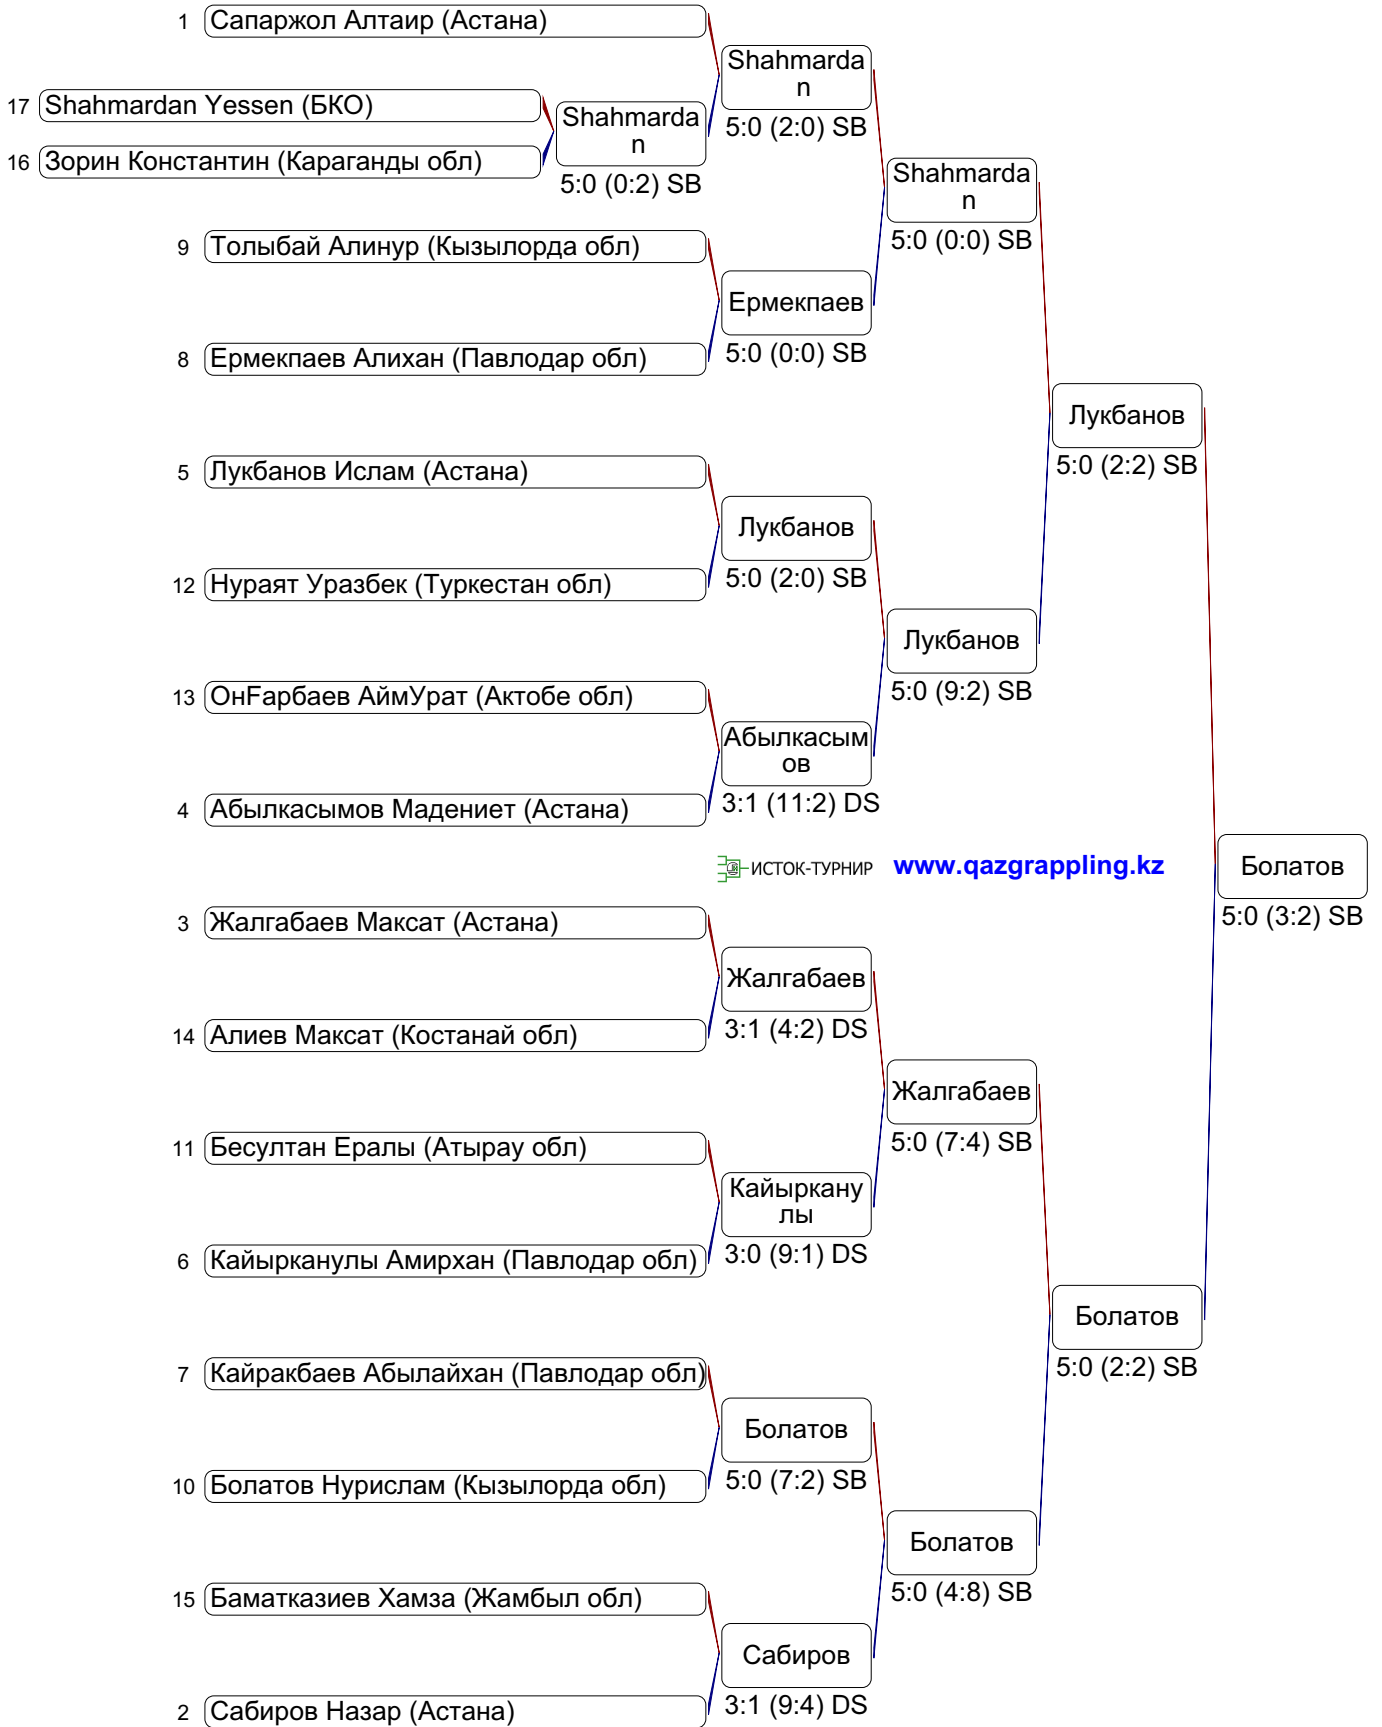 1 Сапаржол Алтаир (Астана)
Shahmarda
n
5:0 (2:0) SB
17 Shahmardan Yessen (БКО)
Shahmarda
n
5:0 (0:2) SB
16 Зорин Константин (Караганды обл)
Shahmarda
n
5:0 (0:0) SB
9 Толыбай Алинур (Кызылорда обл)
Ермекпаев
5:0 (0:0) SB
8 Ермекпаев Алихан (Павлодар обл)
Лукбанов
5:0 (2:2) SB
5 Лукбанов Ислам (Астана)
Лукбанов
5:0 (2:0) SB
12 Нураят Уразбек (Туркестан обл)
Лукбанов
5:0 (9:2) SB
13 ОнҒарбаев АймУрат (Актобе обл)
Абылкасым
ов
3:1 (11:2) DS
4 Абылкасымов Мадениет (Астана)
ИСТОК-ТУРНИР www.qazgrappling.kz
Болатов
5:0 (3:2) SB
3 Жалгабаев Максат (Астана)
Жалгабаев
3:1 (4:2) DS
14 Алиев Максат (Костанай обл)
Жалгабаев
5:0 (7:4) SB
11 Бесултан Ералы (Атырау обл)
Кайыркану
лы
3:0 (9:1) DS
6 Кайырканулы Амирхан (Павлодар обл)
Болатов
5:0 (2:2) SB
7 Кайракбаев Абылайхан (Павлодар обл)
Болатов
5:0 (7:2) SB
10 Болатов Нурислам (Кызылорда обл)
Болатов
5:0 (4:8) SB
15 Баматказиев Хамза (Жамбыл обл)
Сабиров
3:1 (9:4) DS
2 Сабиров Назар (Астана)